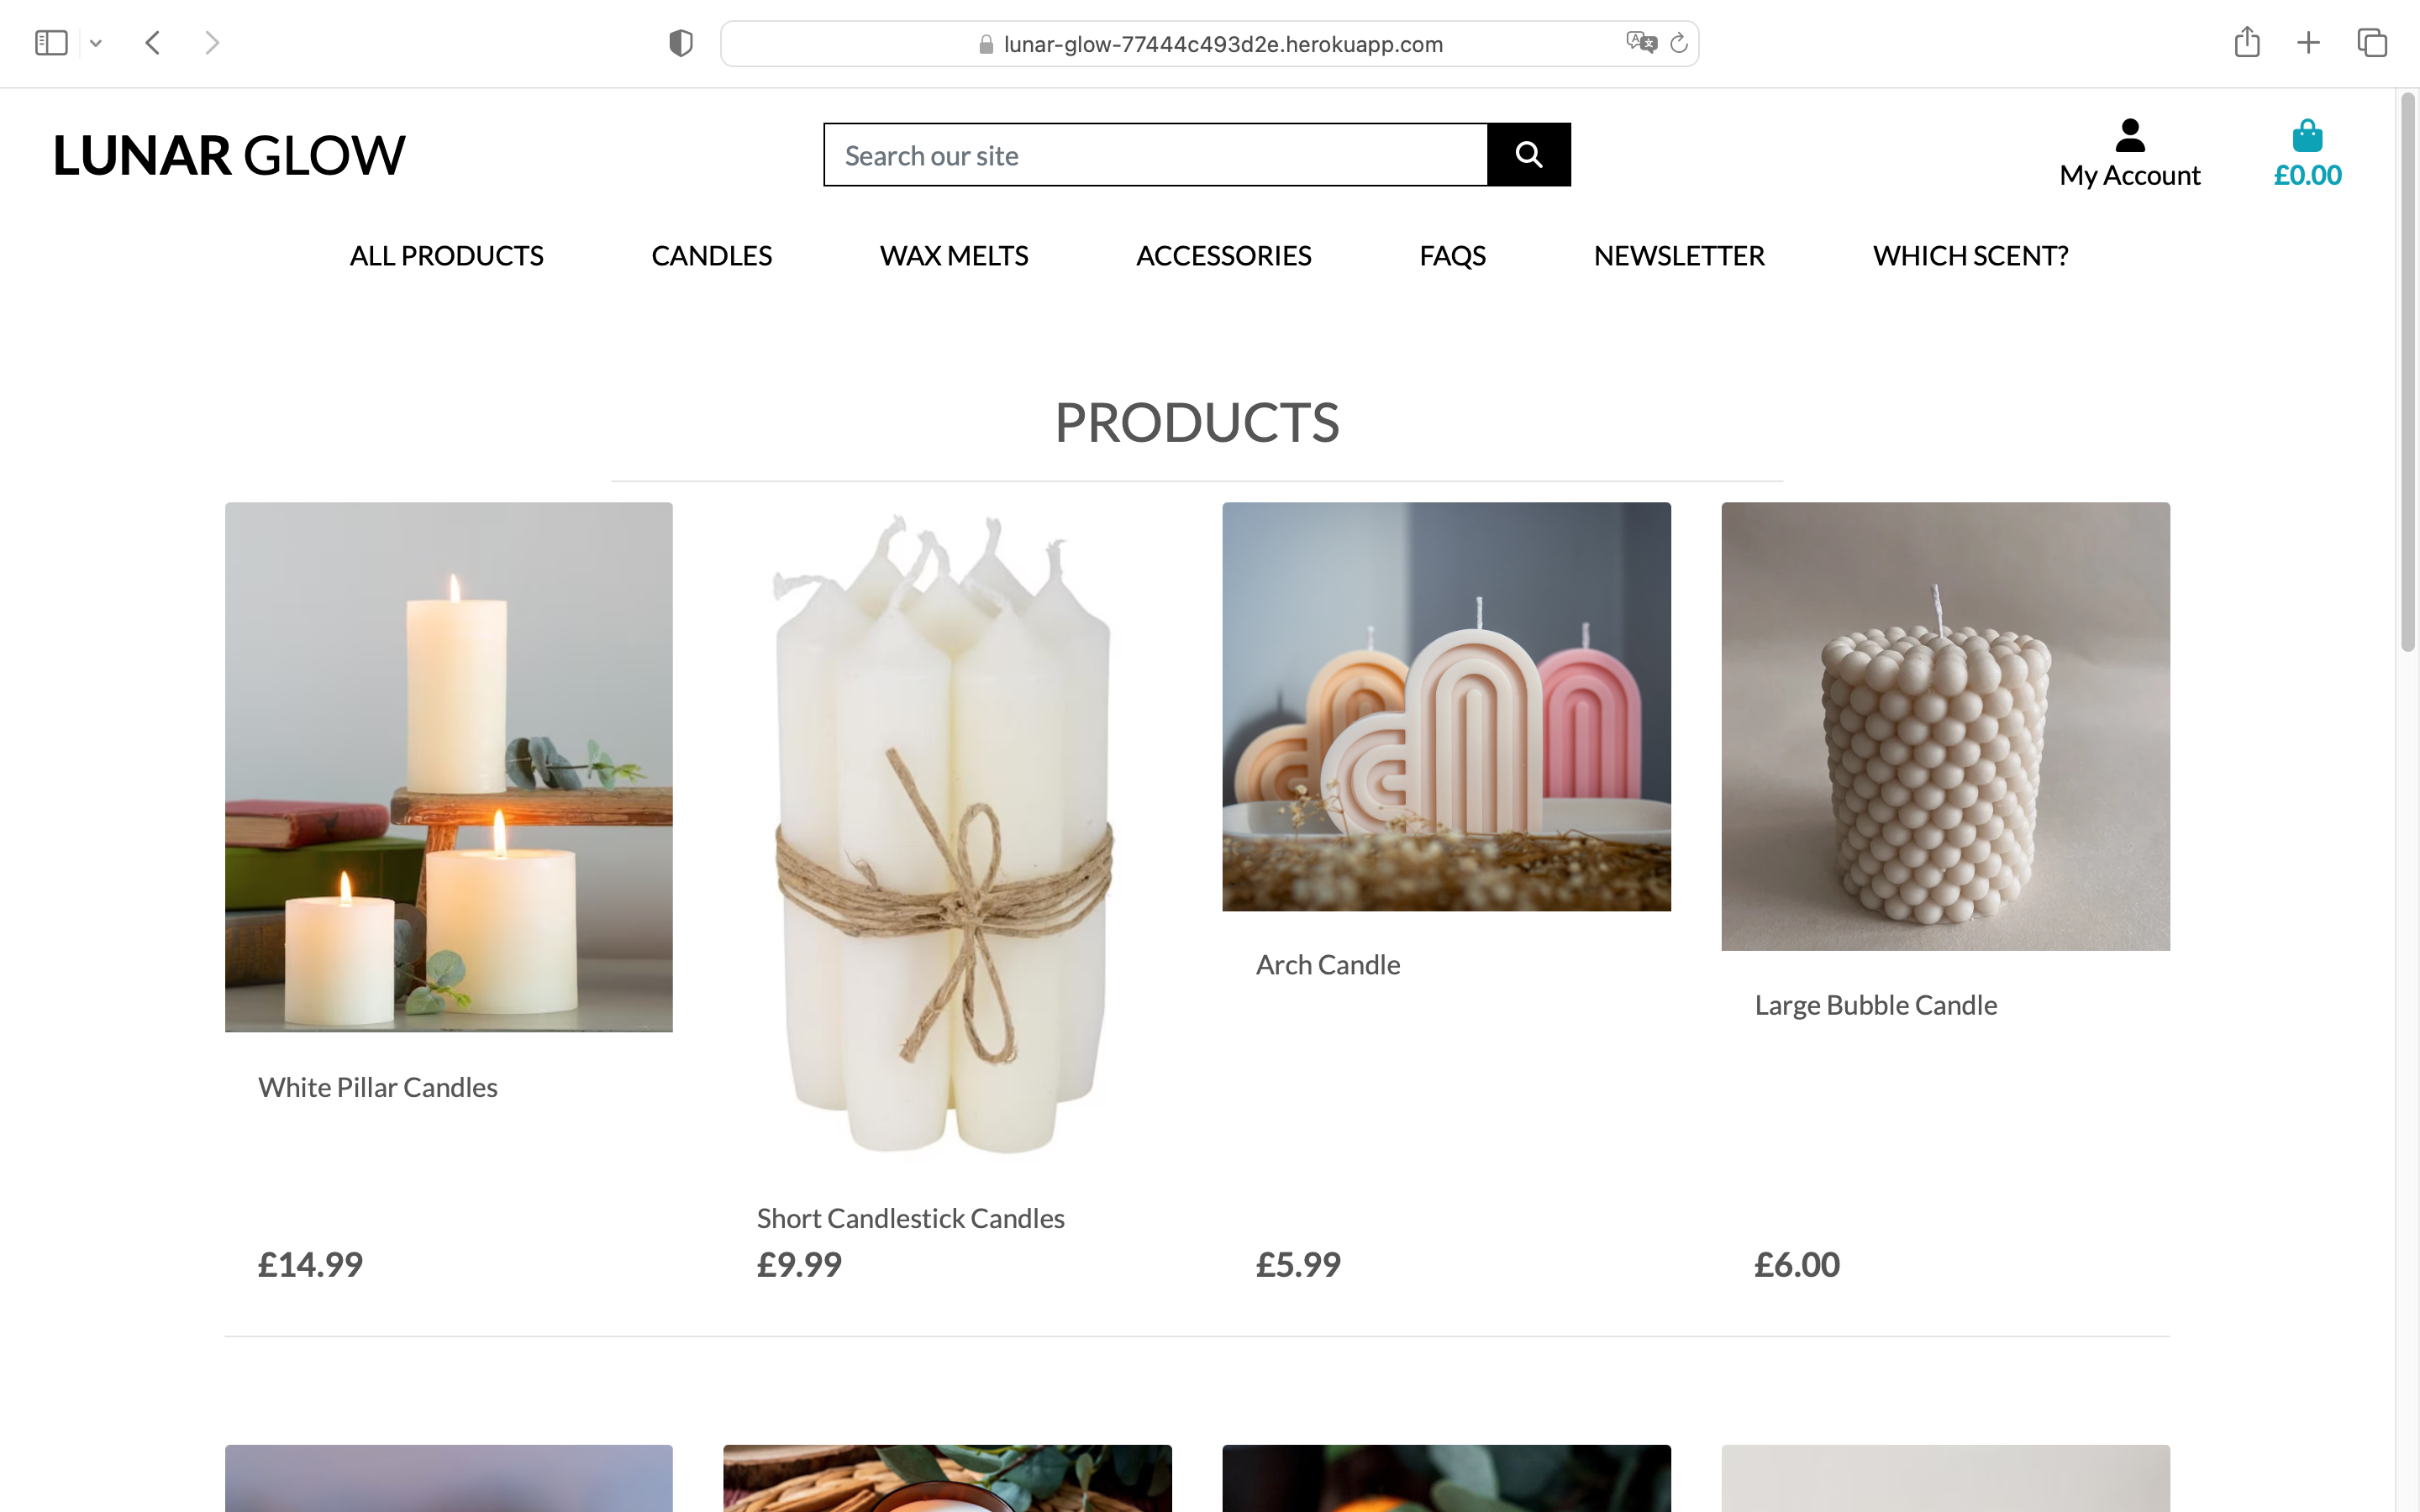 lunar-glow-77444c493d2e.herokuapp.com
LUNAR GLOW
Search our site
My Account
£0.00
ALL PRODUCTS
CANDLES
WAX MELTS
ACCESSORIES
FAQS
NEWSLETTER
WHICH SCENT?
PRODUCTS
White Pillar Candles
£14.99
Short Candlestick Candles
£9.99
Arch Candle
£5.99
Large Bubble Candle
£6.00